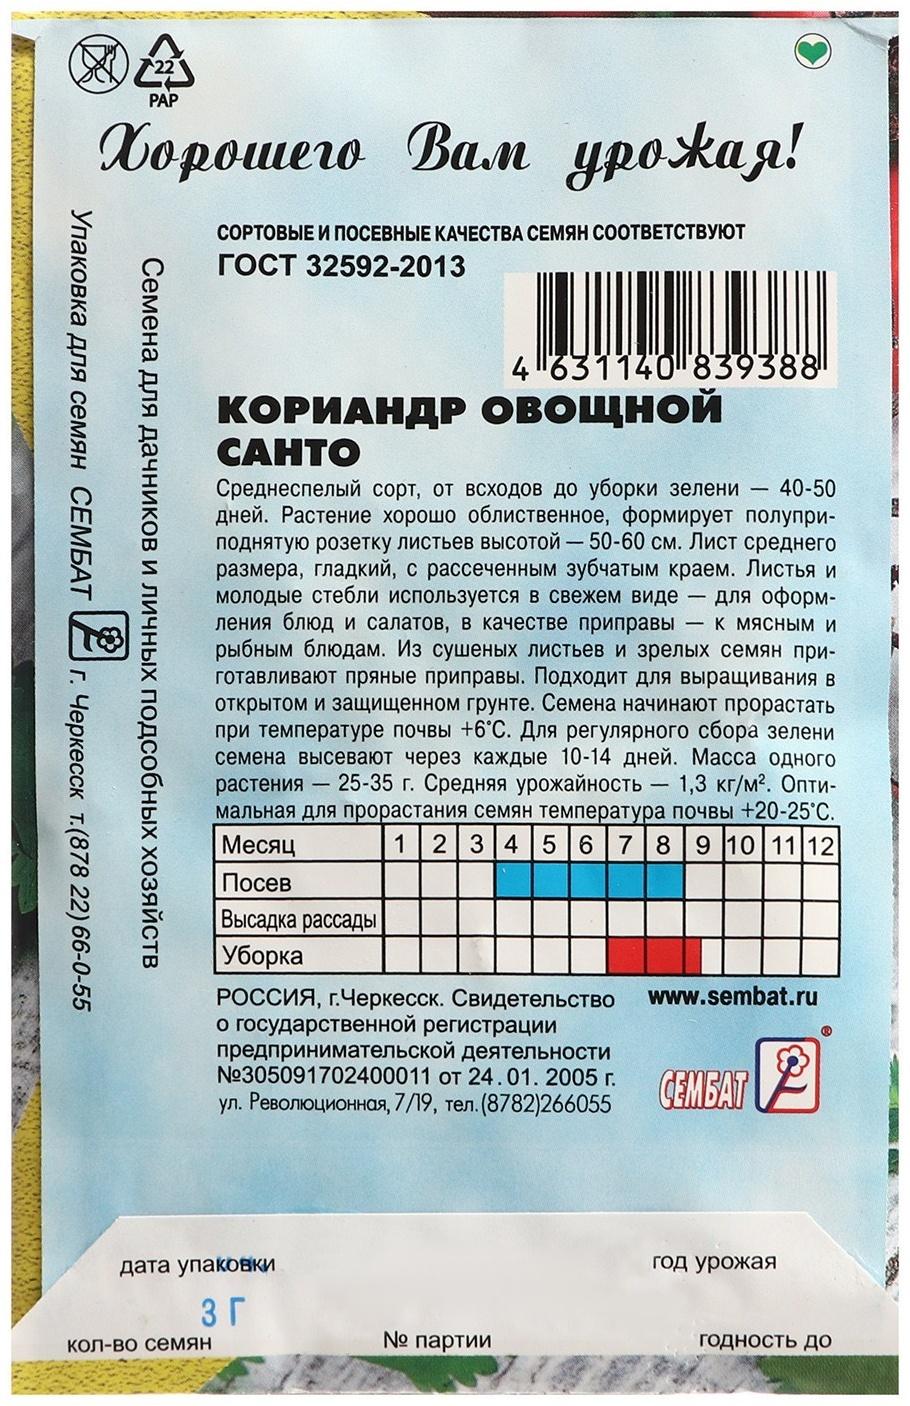 22
PAP
Хорошего Вам урожая!
СОРТОВЫЕ И ПОСЕВНЫЕ КАЧЕСТВА СЕМЯН СООТВЕТСТВУЮТ
ГОСТ 32592-2013
4 631140 839388
КОРИАНДР ОВОЩНОЙ
САНТО
Среднеспелый сорт, от всходов до уборки зелени — 40-50
дней. Растение хорошо облиственное, формирует полупри-
поднятую розетку листьев высотой — 50-60 см. Лист среднего
размера, гладкий, с рассеченным зубчатым краем. Листья и
молодые стебли используется в свежем виде — для оформ-
ления блюд и салатов, в качестве приправы — к мясным и
рыбным блюдам. Из сушеных листьев и зрелых семян при-
готавливают пряные приправы. Подходит для выращивания в
открытом и защищенном грунте. Семена начинают прорастать
при температуре почвы +6°С. Для регулярного сбора зелени
семена высевают через каждые 10-14 дней. Масса одного
растения — 25-35 г. Средняя урожайность — 1,3 кг/м². Опти-
мальная для прорастания семян температура почвы +20-25°С.
Месяц 1 2 3 4 5 6 7 8 9 10 11 12
Посев
Высадка рассады
Уборка
РОССИЯ, г.Черкесск. Свидетельство
о государственной регистрации
предпринимательской деятельности
№305091702400011 от 24.01. 2005 г.
ул. Революционная, 7/19, тел.(8782)266055
www.sembat.ru
СЕМБАТ ®
Семена для дачников и личных подсобных хозяйств
Упаковка для семян СЕМБАТ г. Черкесск т.(878 22) 66-0-55
дата упаковки
год урожая
3 Г
кол-во семян
№ партии
годность до